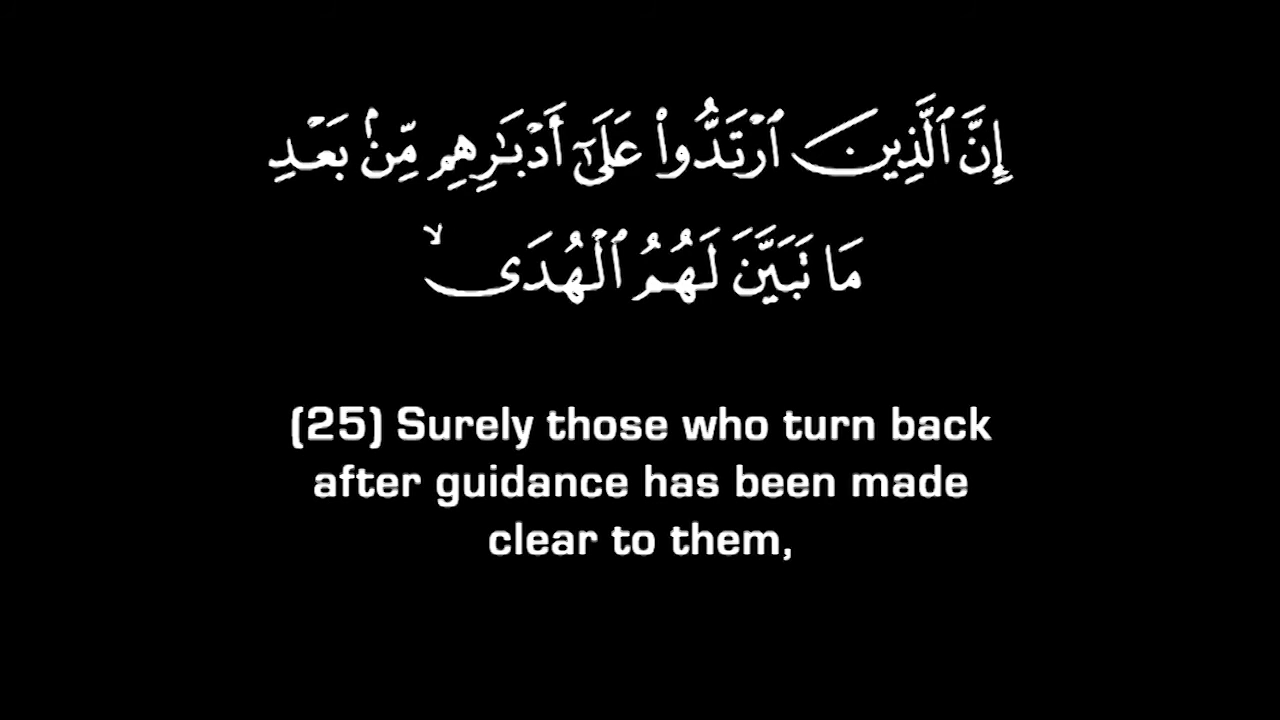 إِنَّ ٱلَّذِينَ ٱرْتَدُّوا۟ عَلَىٰٓ أَدْبَـٰرِهِم مِّنۢ بَعْدِ
مَا تَبَيَّنَ لَهُمُ ٱلْهُدَى ۙ
(25) Surely those who turn back
after guidance has been made
clear to them,